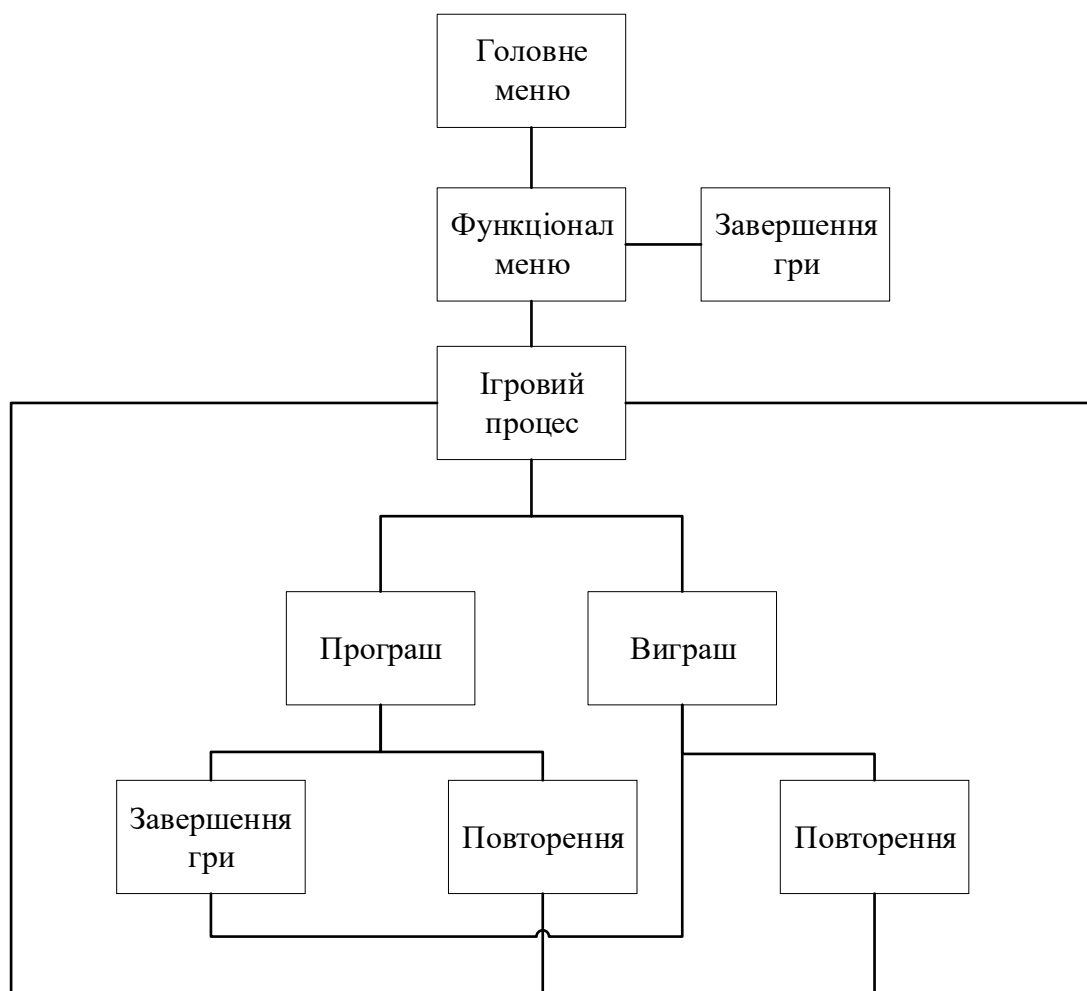 Головне
меню
Функціонал
меню
Завершення
гри
Ігровий
процес
Програш
Виграш
Завершення
гри
Повторення
Повторення